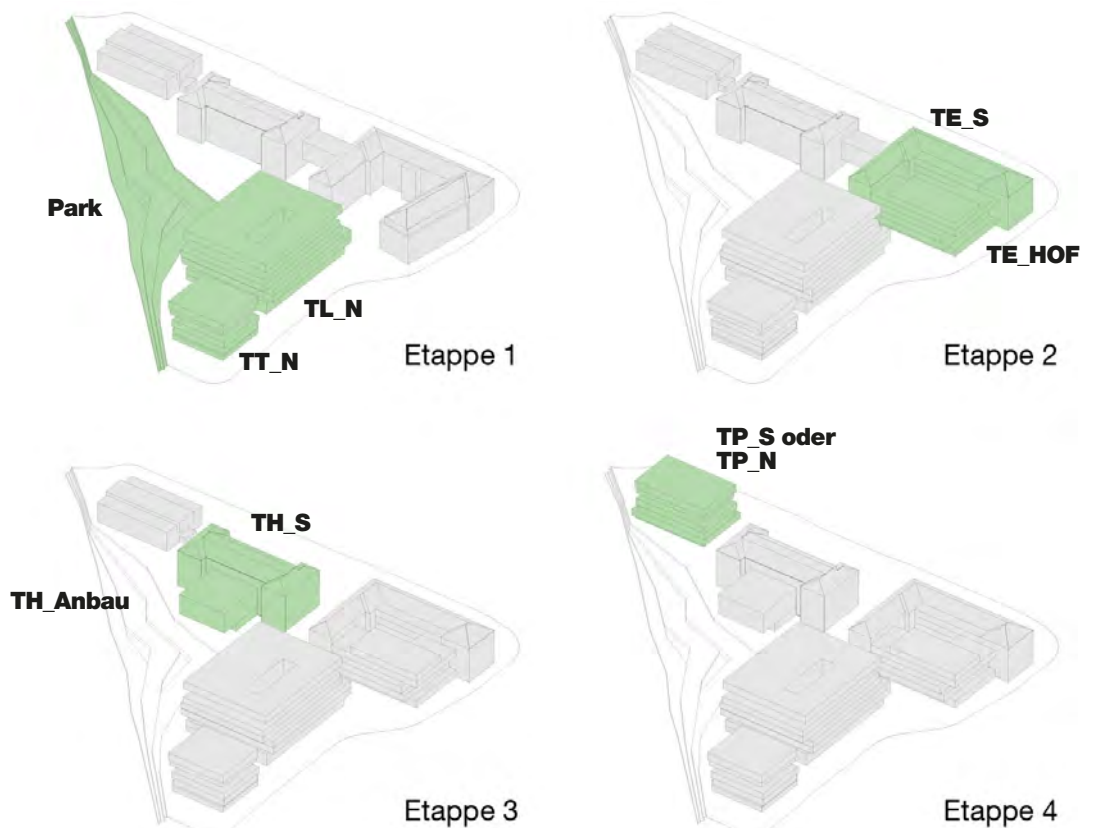 Park
TL_N
TT_N
Etappe 1
TE_S
TE_HOF
Etappe 2
TH_S
TH_Anbau
Etappe 3
TP_S oder
TP_N
Etappe 4